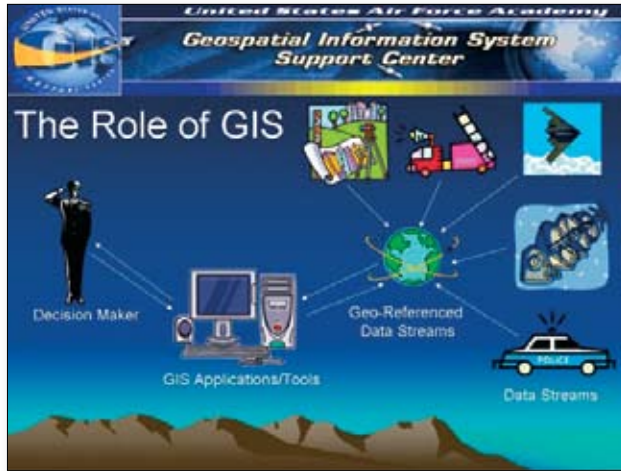 United States Air Force Academy
Geospatial Information System
Support Center
GIS
The Role of GIS
Decision Maker
GIS Applications/Tools
Geo-Referenced
Data Streams
POLICE
Data Streams